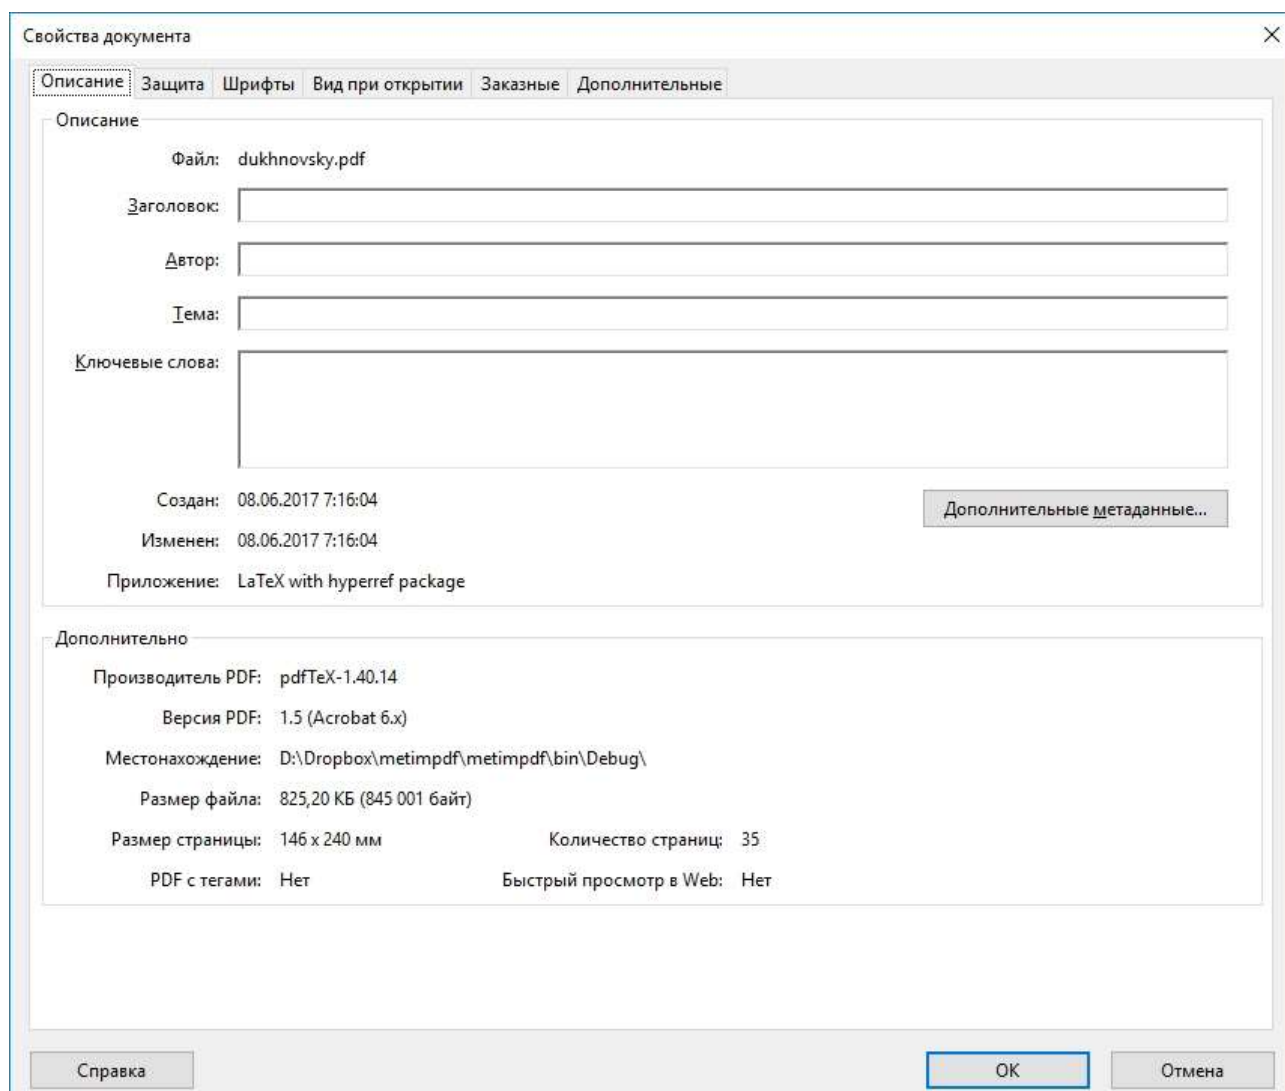 Свойства документа
Описание Защита Шрифты Вид при открытии Заказные Дополнительные
Описание
Файл: dukhnovsky.pdf
Заголовок:
Автор:
Тема:
Ключевые слова:
Создан: 08.06.2017 7:16:04
Дополнительные метаданные...
Изменен: 08.06.2017 7:16:04
Приложение: LaTeX with hyperref package
Дополнительно
Производитель PDF: pdfTeX-1.40.14
Версия PDF: 1.5 (Acrobat 6.x)
Местонахождение: D:\Dropbox\metimpdf\metimpdf\bin\Debug\
Размер файла: 825,20 КБ (845 001 байт)
Размер страницы: 146 x 240 мм Количество страниц: 35
PDF с тегами: Нет Быстрый просмотр в Web: Нет
Справка OK Отмена